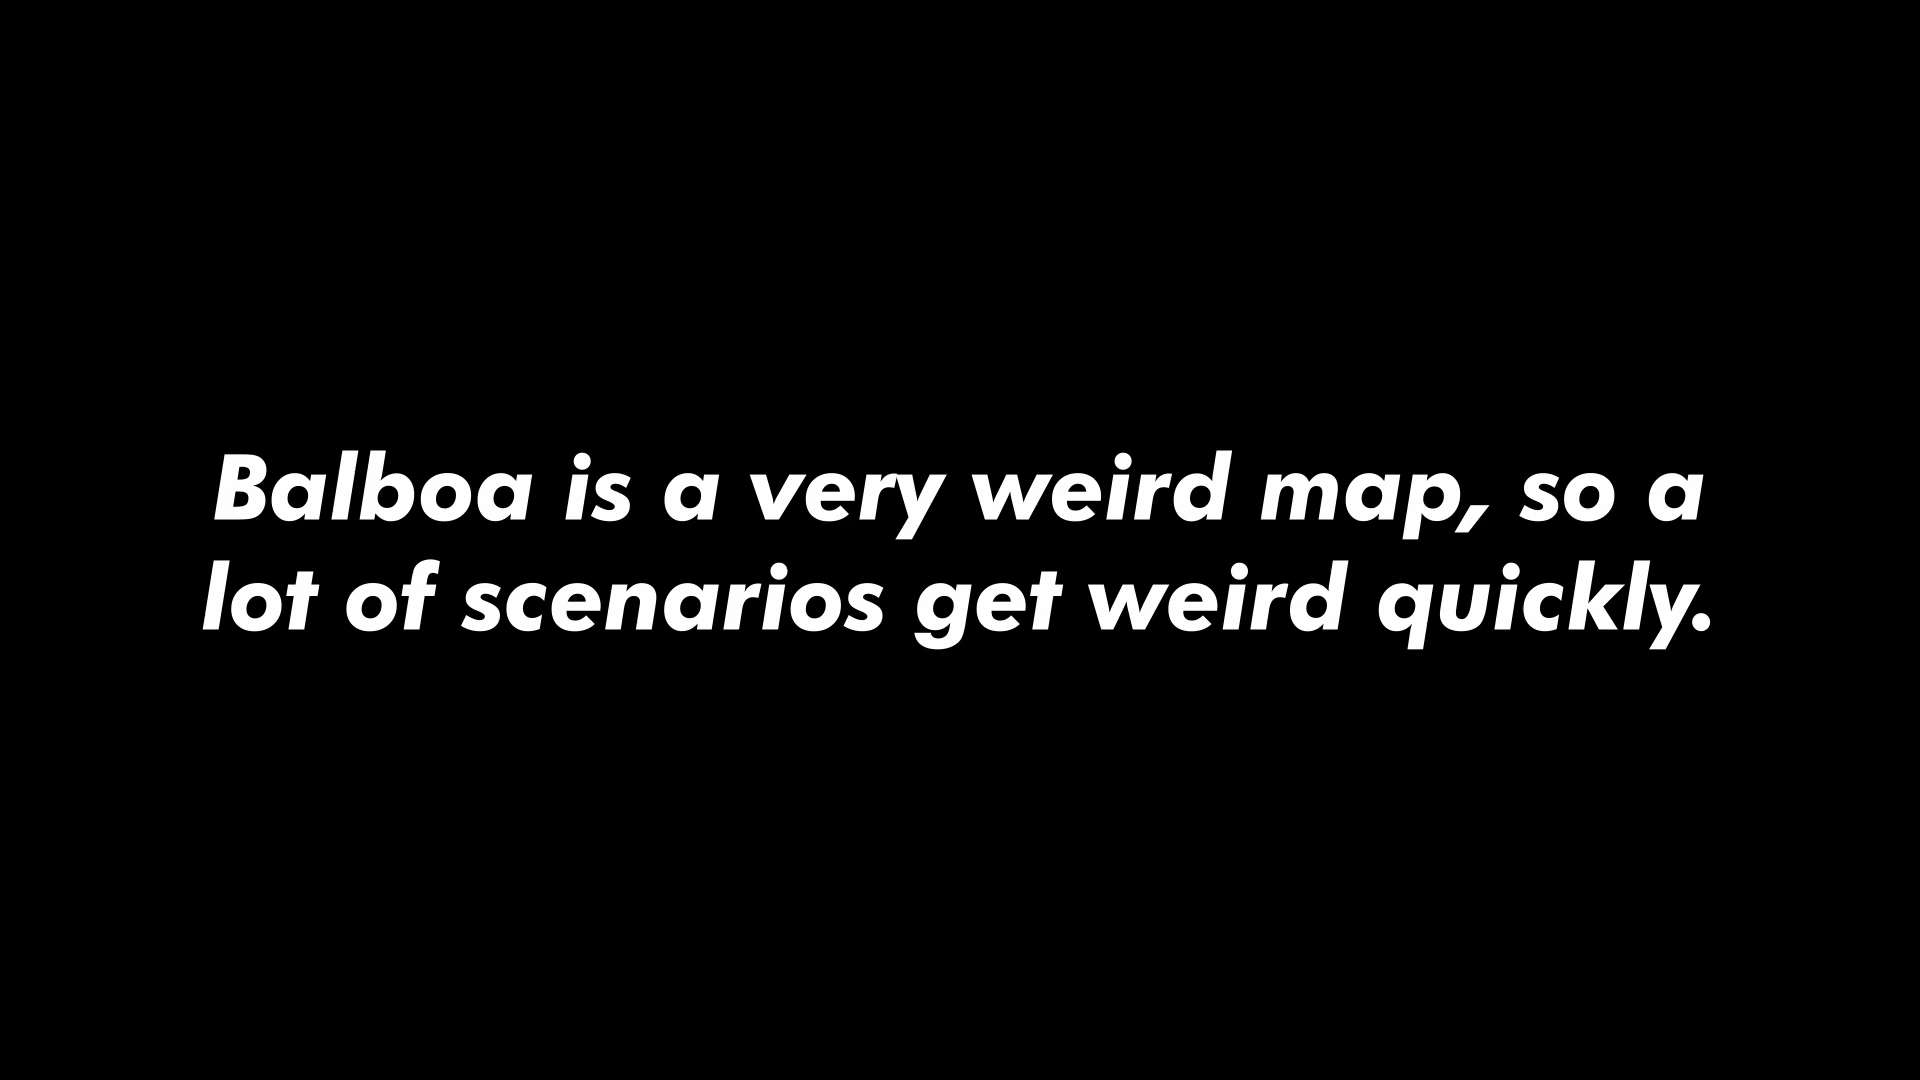 Balboa is a very weird map, so a
lot of scenarios get weird quickly.